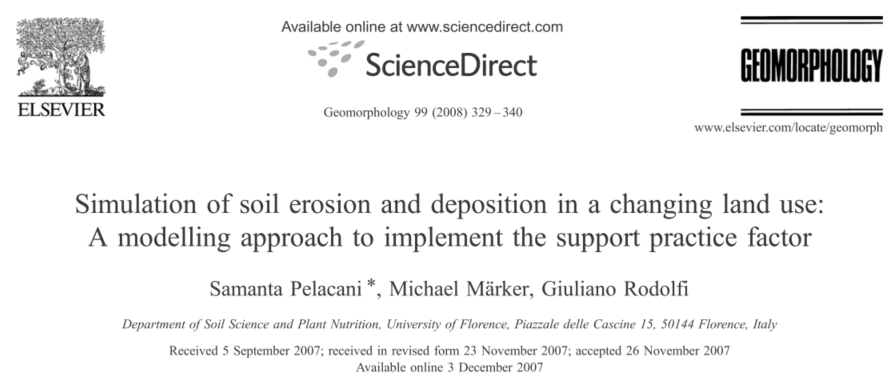 Available online at www.sciencedirect.com
ScienceDirect
ELSEVIER
Geomorphology 99 (2008) 329–340
GEOMORPHOLOGY
www.elsevier.com/locate/geomorph
Simulation of soil erosion and deposition in a changing land use:
A modelling approach to implement the support practice factor
Samanta Pelacani *, Michael Märker, Giuliano Rodolfi
Department of Soil Science and Plant Nutrition, University of Florence, Piazzale delle Cascine 15, 50144 Florence, Italy
Received 5 September 2007; received in revised form 23 November 2007; accepted 26 November 2007
Available online 3 December 2007